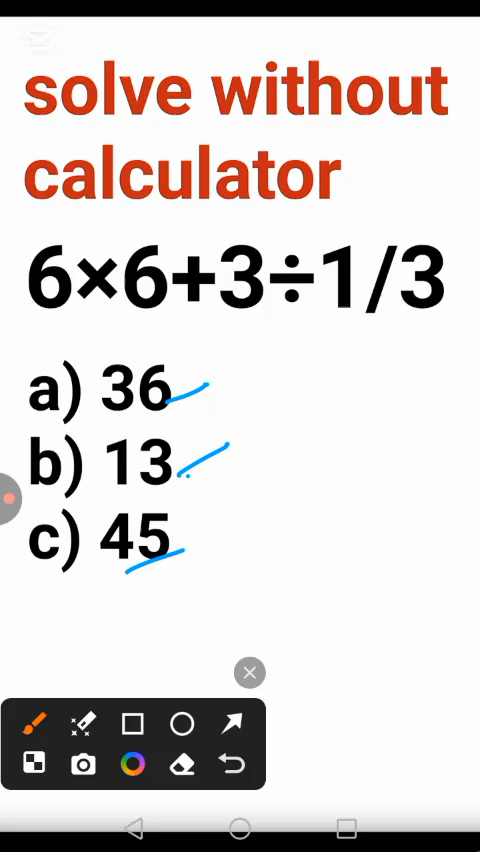 solve without
calculator
6×6+3÷1/3
a) 36
b) 13
c) 45